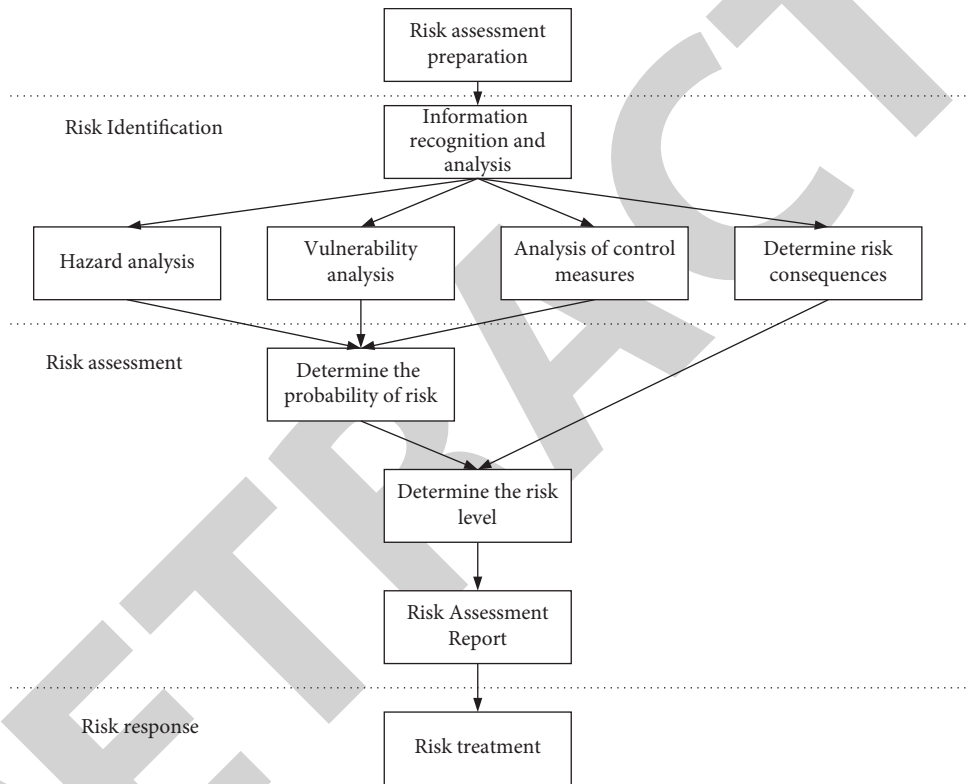 Risk assessment
preparation
Risk Identification
Information
recognition and
analysis
Hazard analysis
Vulnerability
analysis
Analysis of control
measures
Determine risk
consequences
Risk assessment
Determine the
probability of risk
Determine the risk
level
Risk Assessment
Report
Risk response
Risk treatment
ETRACT